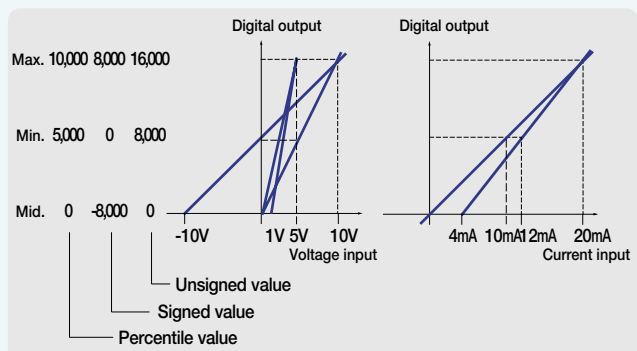 Digital output Digital output
Max. 10,000 8,000 16,000
Min. 5,000 0 8,000
Mid. 0 -8,000 0
-10V 1V 5V 10V 4mA 10mA 12mA 20mA
Voltage input Current input
Unsigned value
Signed value
Percentile value